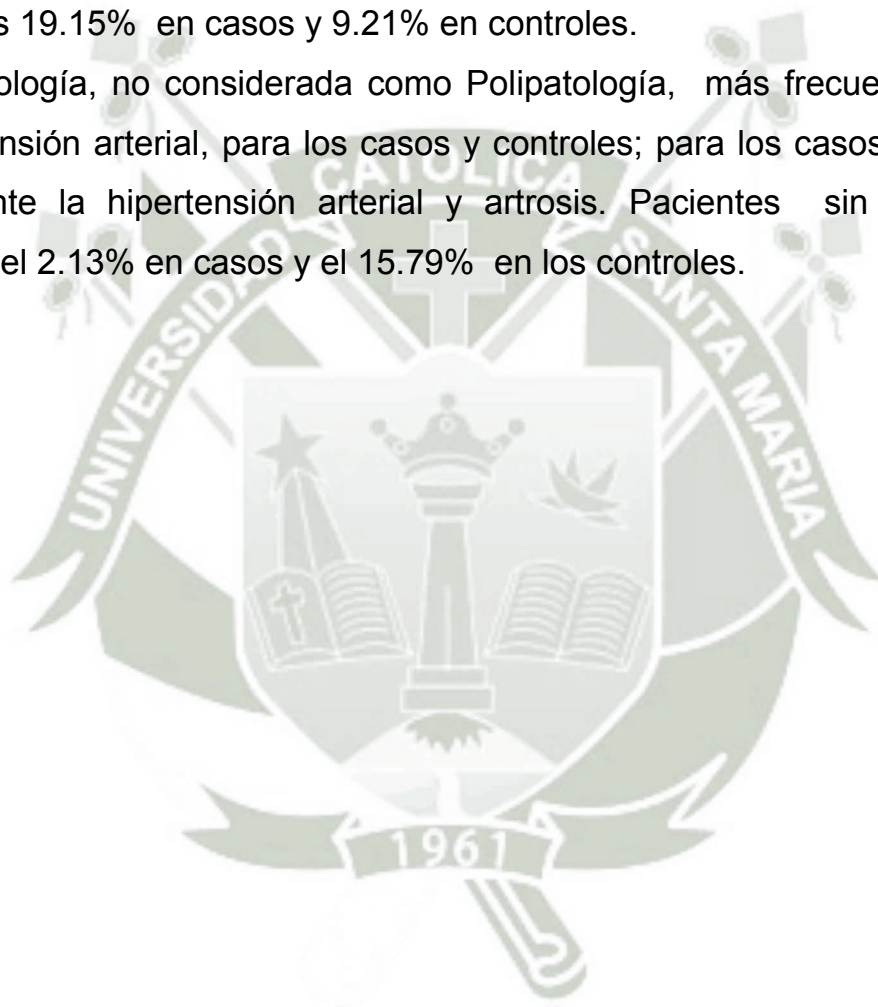 s 19.15% en casos y 9.21% en controles.
ología, no considerada como Polipatología, más frecue
nsión arterial, para los casos y controles; para los casos
nte la hipertensión arterial y artrosis. Pacientes sin
el 2.13% en casos y el 15.79% en los controles.
CATOLICA
UNIVERSIDAD SANTA MARIA
1961